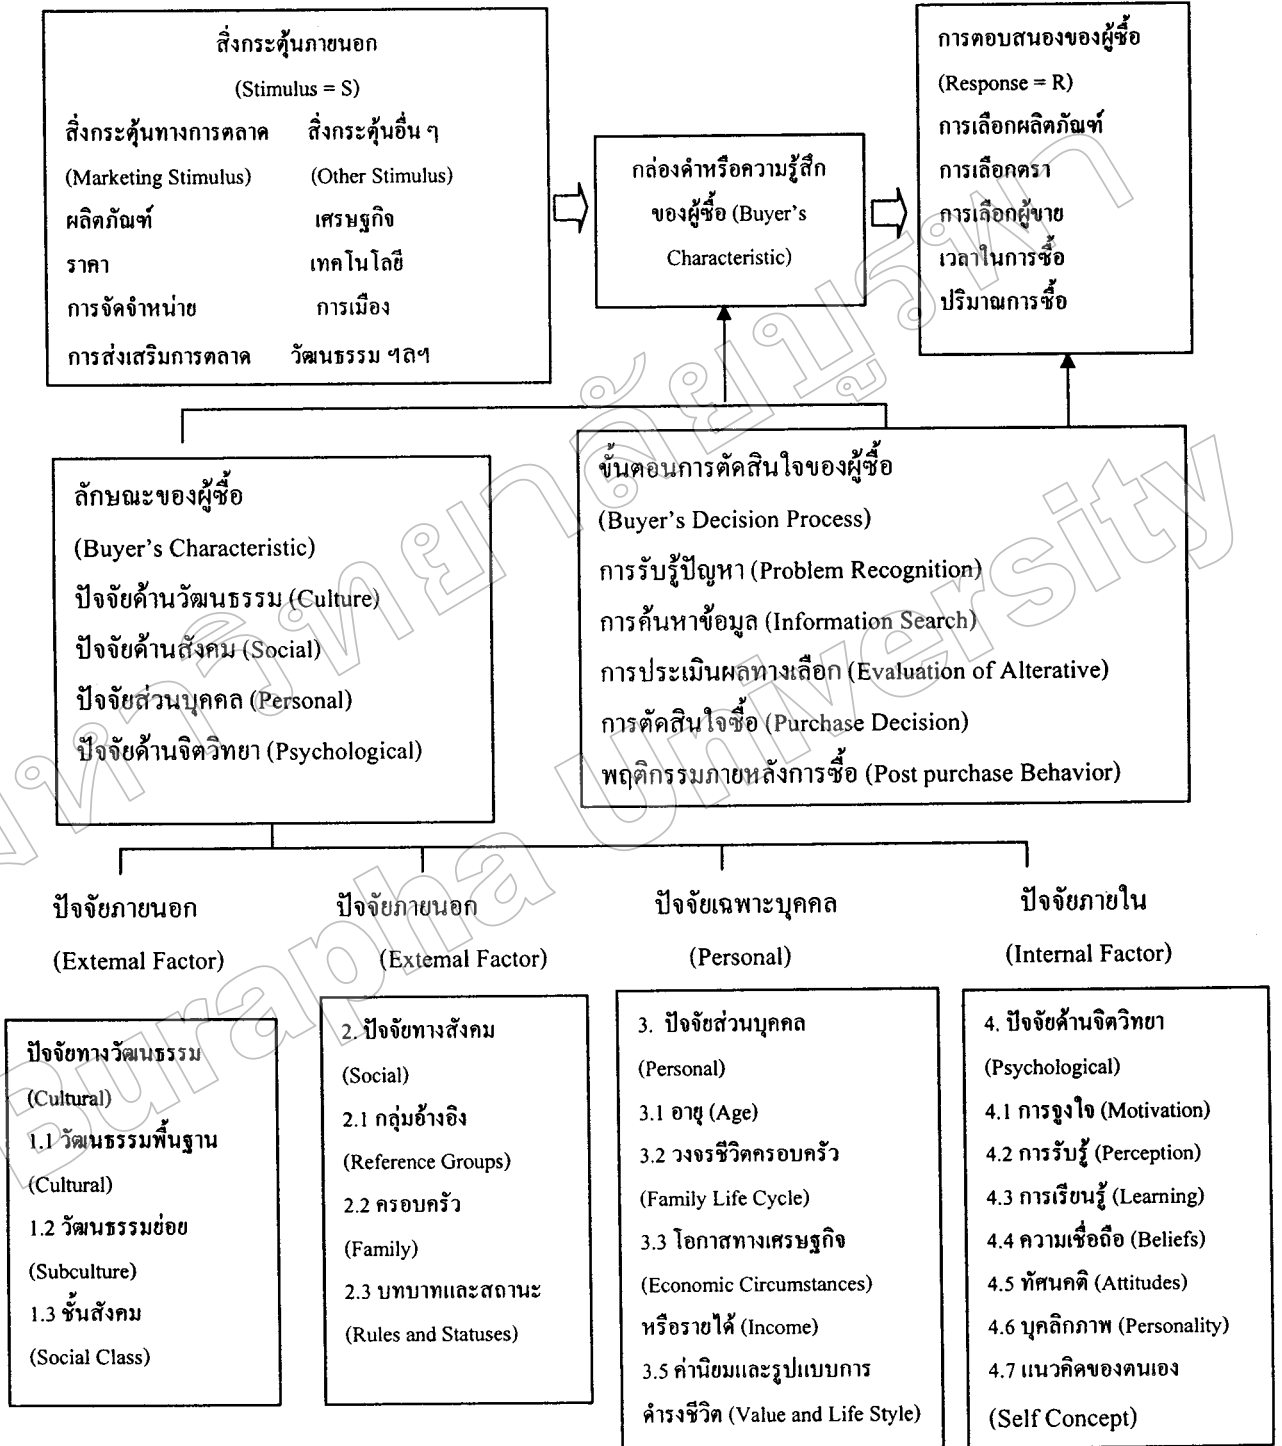 สิ่งกระตุ้นภายนอก
(Stimulus = S)
สิ่งกระตุ้นทางการตลาด สิ่งกระตุ้นอื่น ๆ
(Marketing Stimulus) (Other Stimulus)
ผลิตภัณฑ์ เศรษฐกิจ
ราคา เทคโนโลยี
การจัดจำหน่าย การเมือง
การส่งเสริมการตลาด วัฒนธรรม ฯลฯ
กล่องดำหรือความรู้สึก
ของผู้ซื้อ (Buyer's
Characteristic)
การตอบสนองของผู้ซื้อ
(Response = R)
การเลือกผลิตภัณฑ์
การเลือกตรา
การเลือกผู้ขาย
เวลาในการซื้อ
ปริมาณการซื้อ
ลักษณะของผู้ซื้อ
(Buyer's Characteristic)
ปัจจัยด้านวัฒนธรรม (Culture)
ปัจจัยด้านสังคม (Social)
ปัจจัยส่วนบุคคล (Personal)
ปัจจัยด้านจิตวิทยา (Psychological)
ขั้นตอนการตัดสินใจของผู้ซื้อ
(Buyer's Decision Process)
การรับรู้ปัญหา (Problem Recognition)
การค้นหาข้อมูล (Information Search)
การประเมินผลทางเลือก (Evaluation of Alterative)
การตัดสินใจซื้อ (Purchase Decision)
พฤติกรรมภายหลังการซื้อ (Post purchase Behavior)
ปัจจัยภายนอก
(External Factor)
ปัจจัยภายนอก
(External Factor)
ปัจจัยเฉพาะบุคคล
(Personal)
ปัจจัยภายใน
(Internal Factor)
ปัจจัยทางวัฒนธรรม
(Cultural)
1.1 วัฒนธรรมพื้นฐาน
(Cultural)
1.2 วัฒนธรรมย่อย
(Subculture)
1.3 ชั้นสังคม
(Social Class)
2. ปัจจัยทางสังคม
(Social)
2.1 กลุ่มอ้างอิง
(Reference Groups)
2.2 ครอบครัว
(Family)
2.3 บทบาทและสถานะ
(Rules and Statuses)
3. ปัจจัยส่วนบุคคล
(Personal)
3.1 อายุ (Age)
3.2 วงจรชีวิตครอบครัว
(Family Life Cycle)
3.3 โอกาสทางเศรษฐกิจ
(Economic Circumstances)
หรือรายได้ (Income)
3.5 ค่านิยมและรูปแบบการ
ดำรงชีวิต (Value and Life Style)
4. ปัจจัยด้านจิตวิทยา
(Psychological)
4.1 การจูงใจ (Motivation)
4.2 การรับรู้ (Perception)
4.3 การเรียนรู้ (Learning)
4.4 ความเชื่อถือ (Beliefs)
4.5 ทัศนคติ (Attitudes)
4.6 บุคลิกภาพ (Personality)
4.7 แนวคิดของตนเอง
(Self Concept)
Burapha University